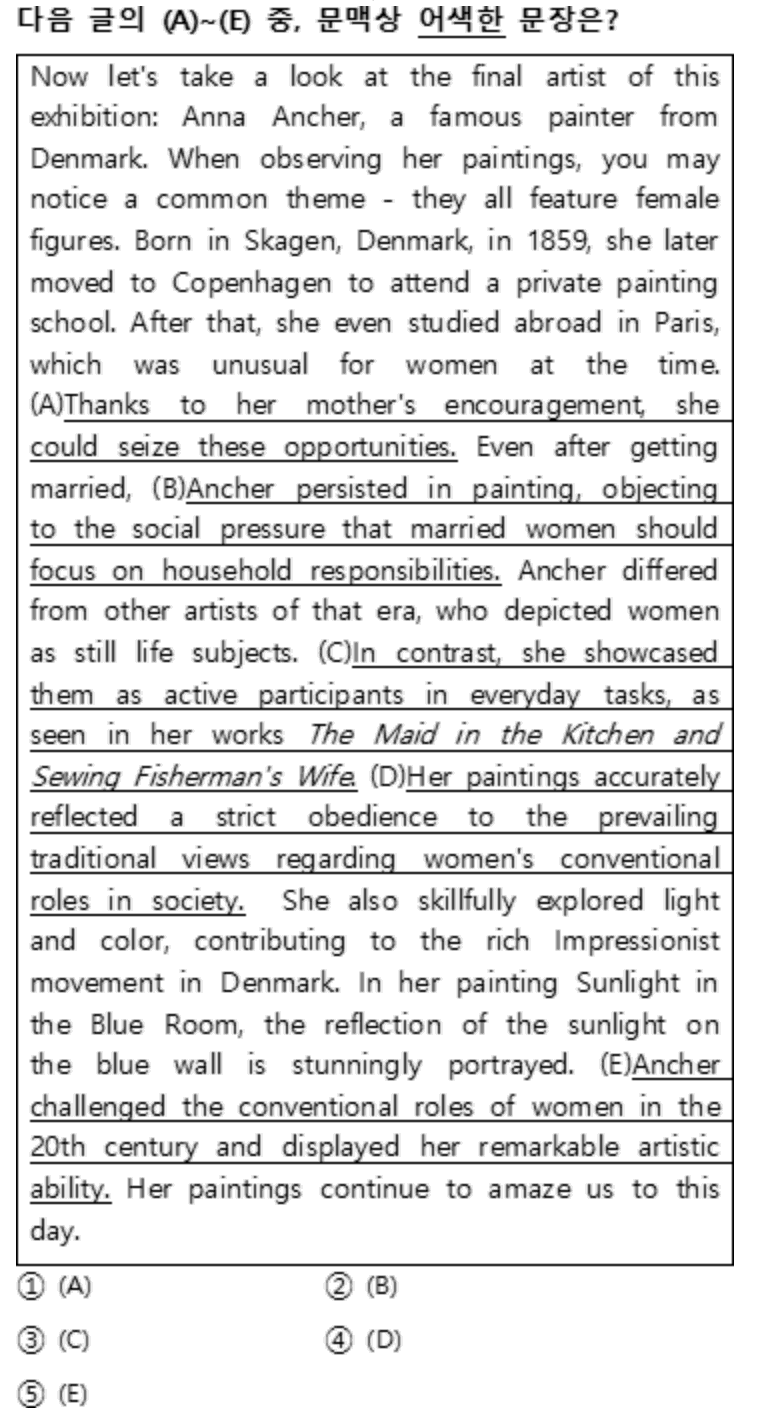 다음 글의 (A)~(E) 중, 문맥상 어색한 문장은?
Now let's take a look at the final artist of this
exhibition: Anna Ancher, a famous painter from
Denmark. When observing her paintings, you may
notice a common theme - they all feature female
figures. Born in Skagen, Denmark, in 1859, she later
moved to Copenhagen to attend a private painting
school. After that, she even studied abroad in Paris,
which was unusual for women at the time.
(A)Thanks to her mother's encouragement, she
could seize these opportunities. Even after getting
married, (B)Ancher persisted in painting, objecting
to the social pressure that married women should
focus on household responsibilities. Ancher differed
from other artists of that era, who depicted women
as still life subjects. (C)In contrast, she showcased
them as active participants in everyday tasks, as
seen in her works The Maid in the Kitchen and
Sewing Fisherman's Wife. (D)Her paintings accurately
reflected a strict obedience to the prevailing
traditional views regarding women's conventional
roles in society. She also skillfully explored light
and color, contributing to the rich Impressionist
movement in Denmark. In her painting Sunlight in
the Blue Room, the reflection of the sunlight on
the blue wall is stunningly portrayed. (E)Ancher
challenged the conventional roles of women in the
20th century and displayed her remarkable artistic
ability. Her paintings continue to amaze us to this
day.
① (A) ② (B)
③ (C) ④ (D)
⑤ (E)